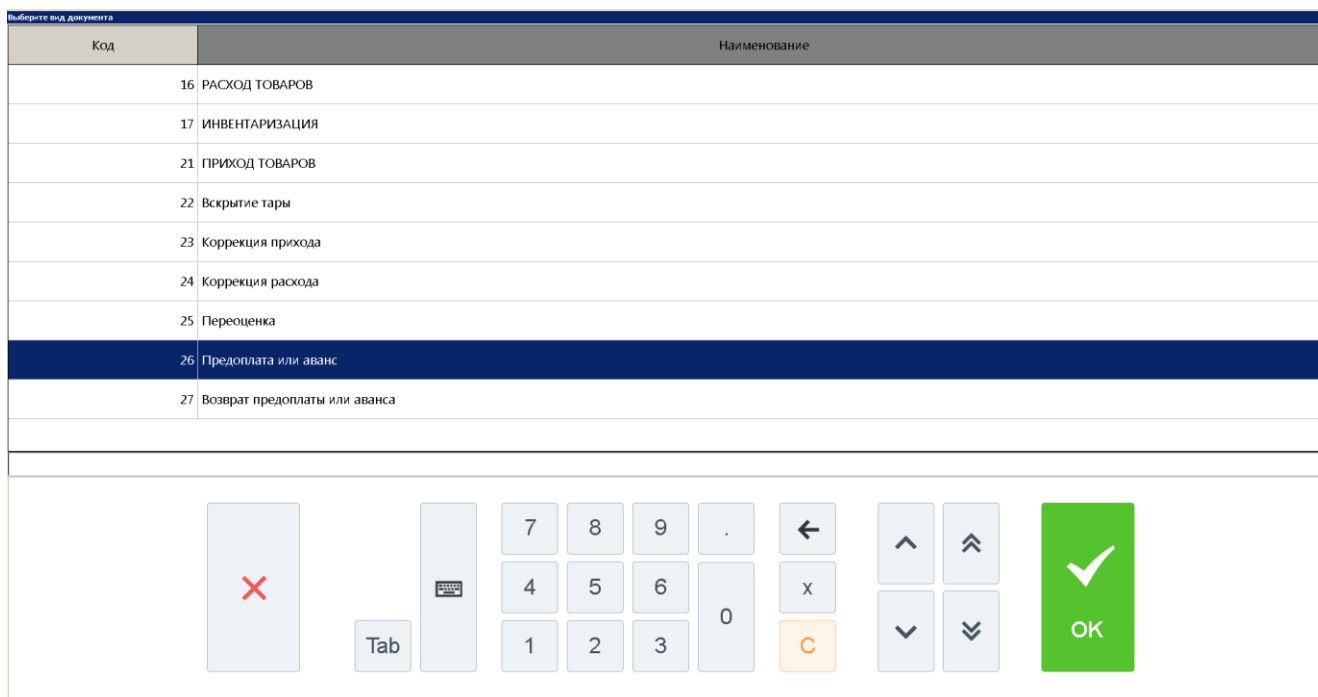 Выберите вид документа
Код Наименование
16 РАСХОД ТОВАРОВ
17 ИНВЕНТАРИЗАЦИЯ
21 ПРИХОД ТОВАРОВ
22 Вскрытие тары
23 Коррекция прихода
24 Коррекция расхода
25 Переоценка
26 Предоплата или аванс
27 Возврат предоплаты или аванса
7 8 9 .
4 5 6 x
0
Tab 1 2 3 C
OK